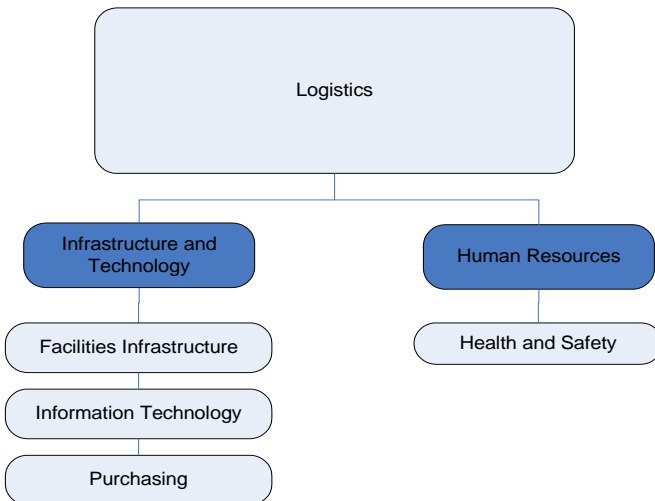 Logistics
Infrastructure and
Technology
Human Resources
Facilities Infrastructure
Health and Safety
Information Technology
Purchasing